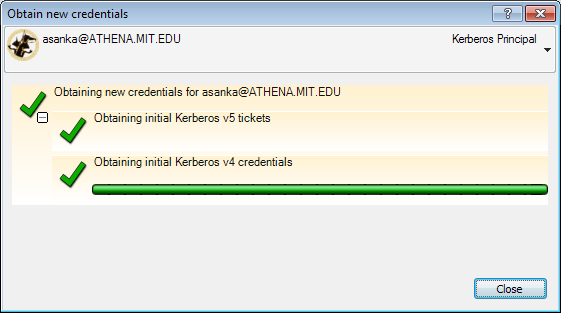 Obtain new credentials
asanka@ATHENA.MIT.EDU
Kerberos Principal
Obtaining new credentials for asanka@ATHENA.MIT.EDU
Obtaining initial Kerberos v5 tickets
Obtaining initial Kerberos v4 credentials
Close